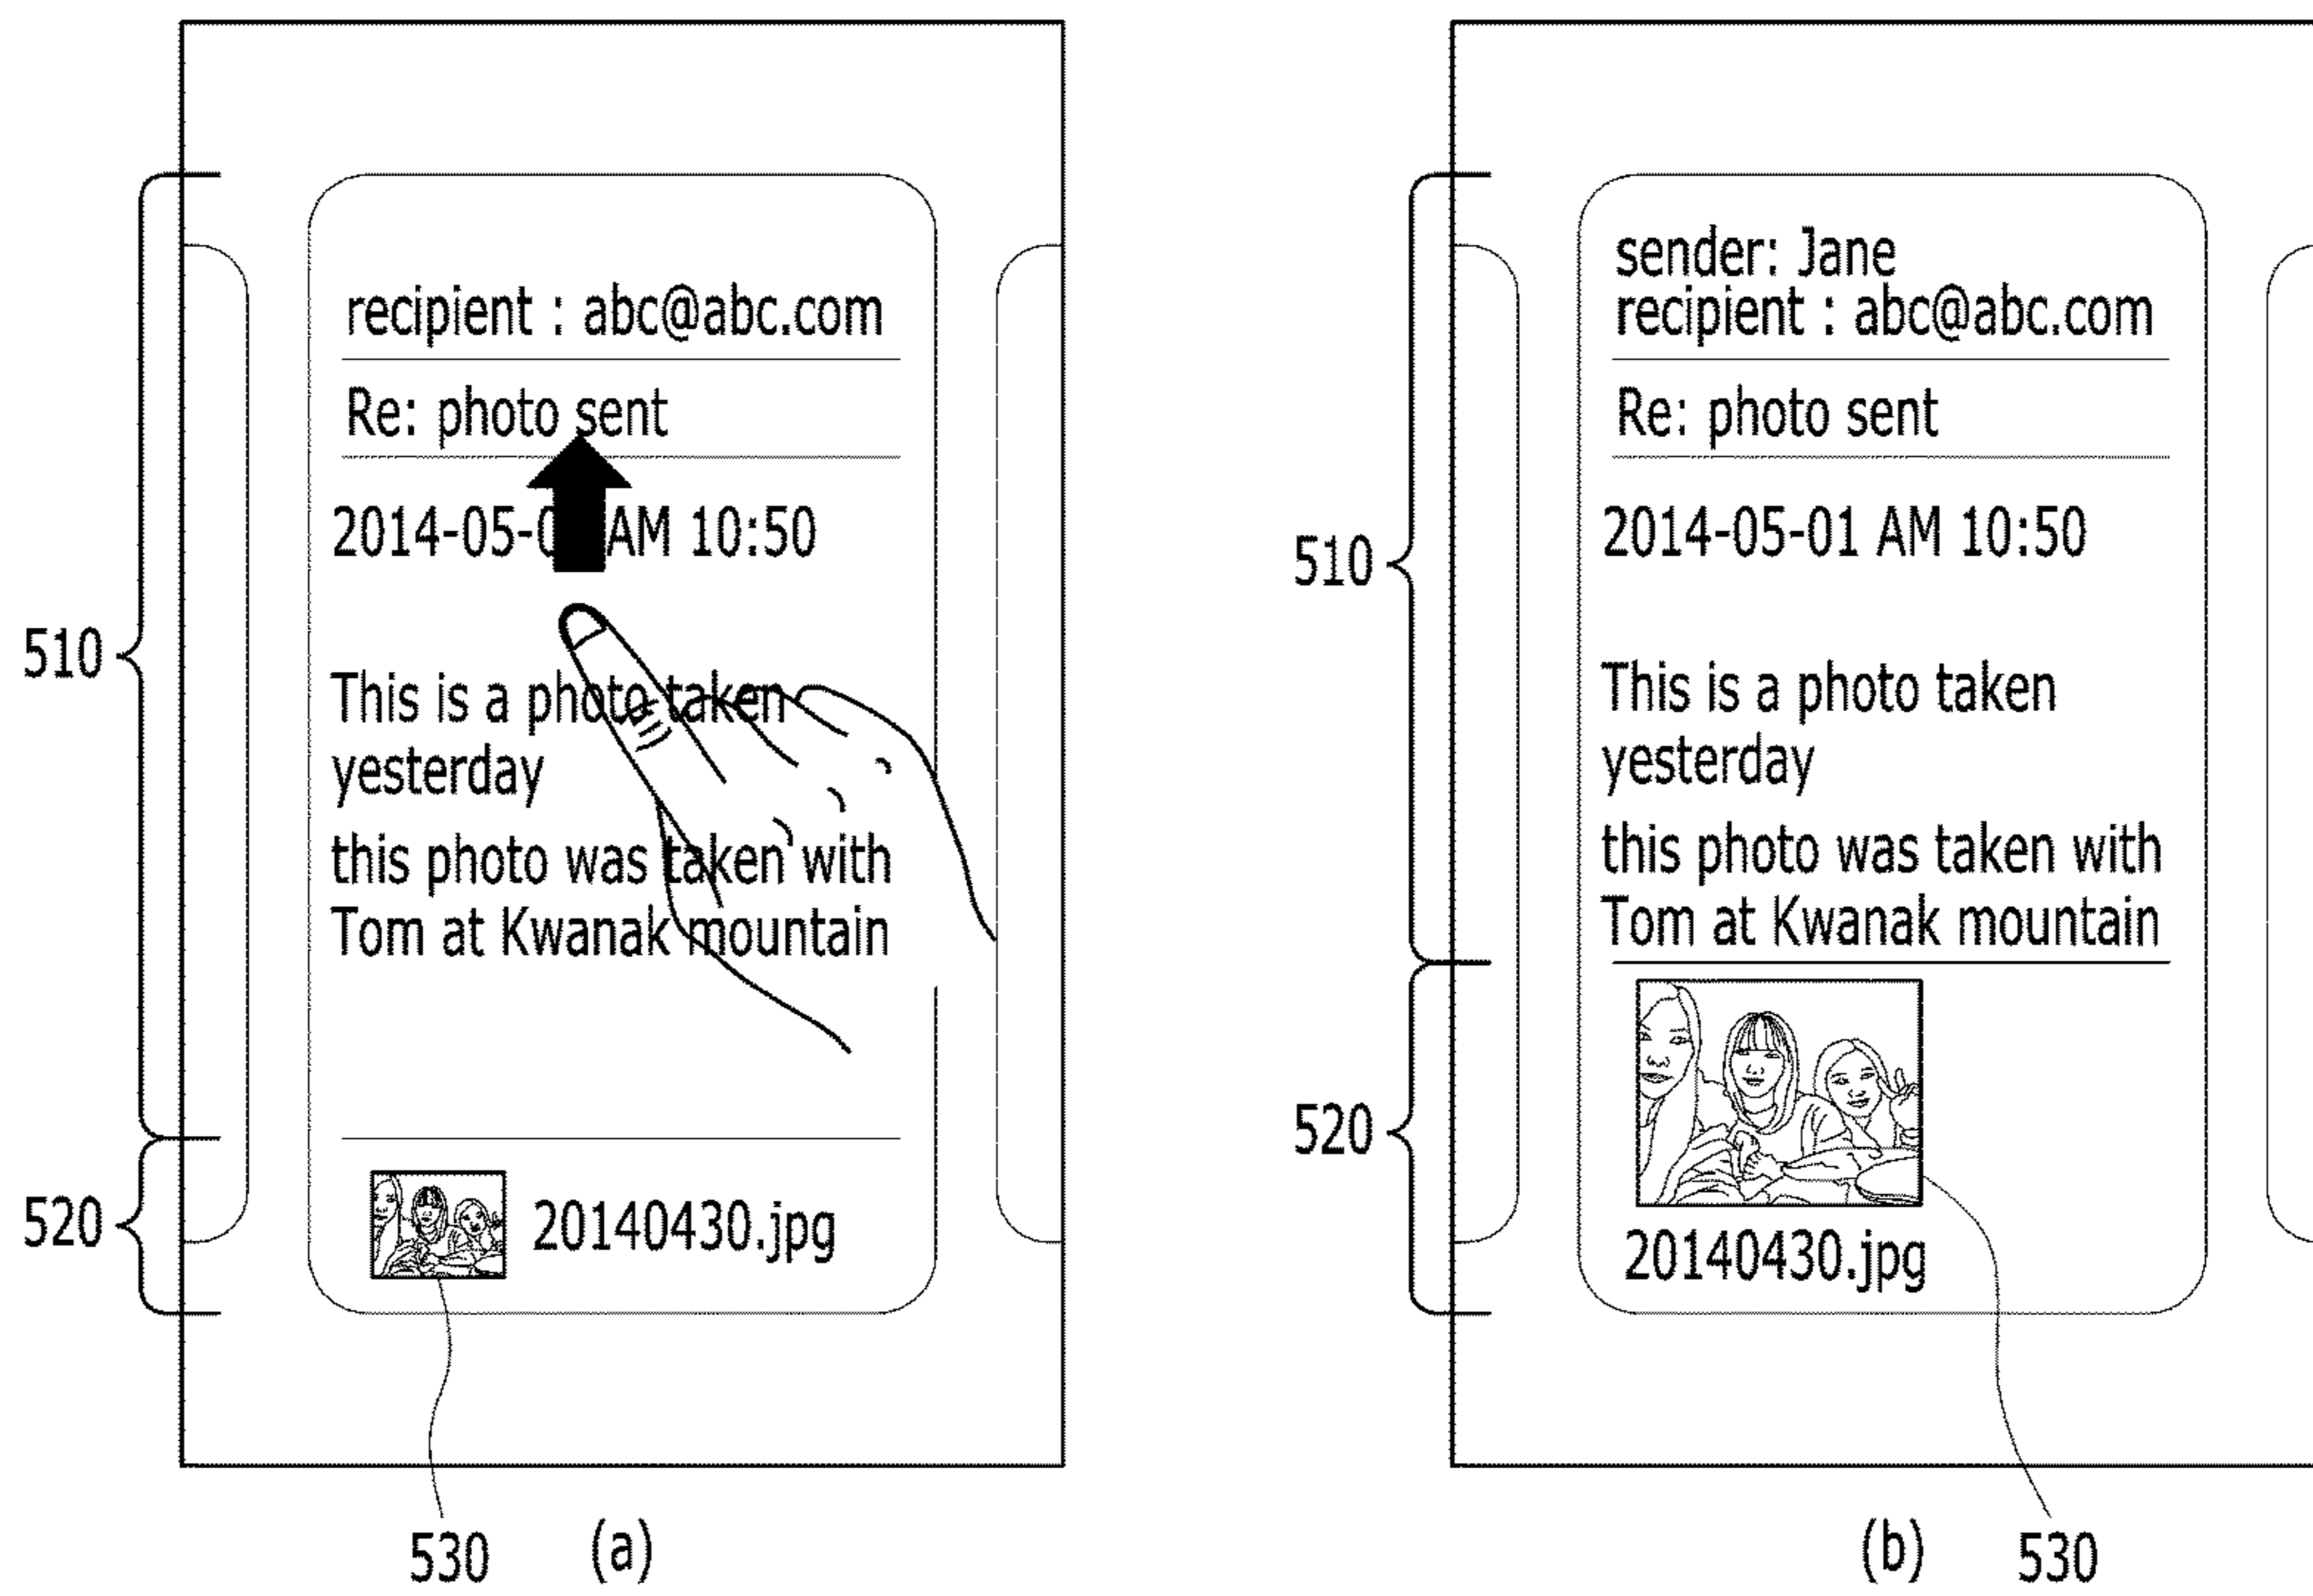 recipient : abc@abc.com
Re: photo sent
2014-05-0 AM 10:50
This is a photo taken
yesterday
this photo was taken with
Tom at Kwanak mountain
20140430.jpg
510
520
530
(a)
sender: Jane
recipient : abc@abc.com
Re: photo sent
2014-05-01 AM 10:50
This is a photo taken
yesterday
this photo was taken with
Tom at Kwanak mountain
20140430.jpg
510
520
(b)
530